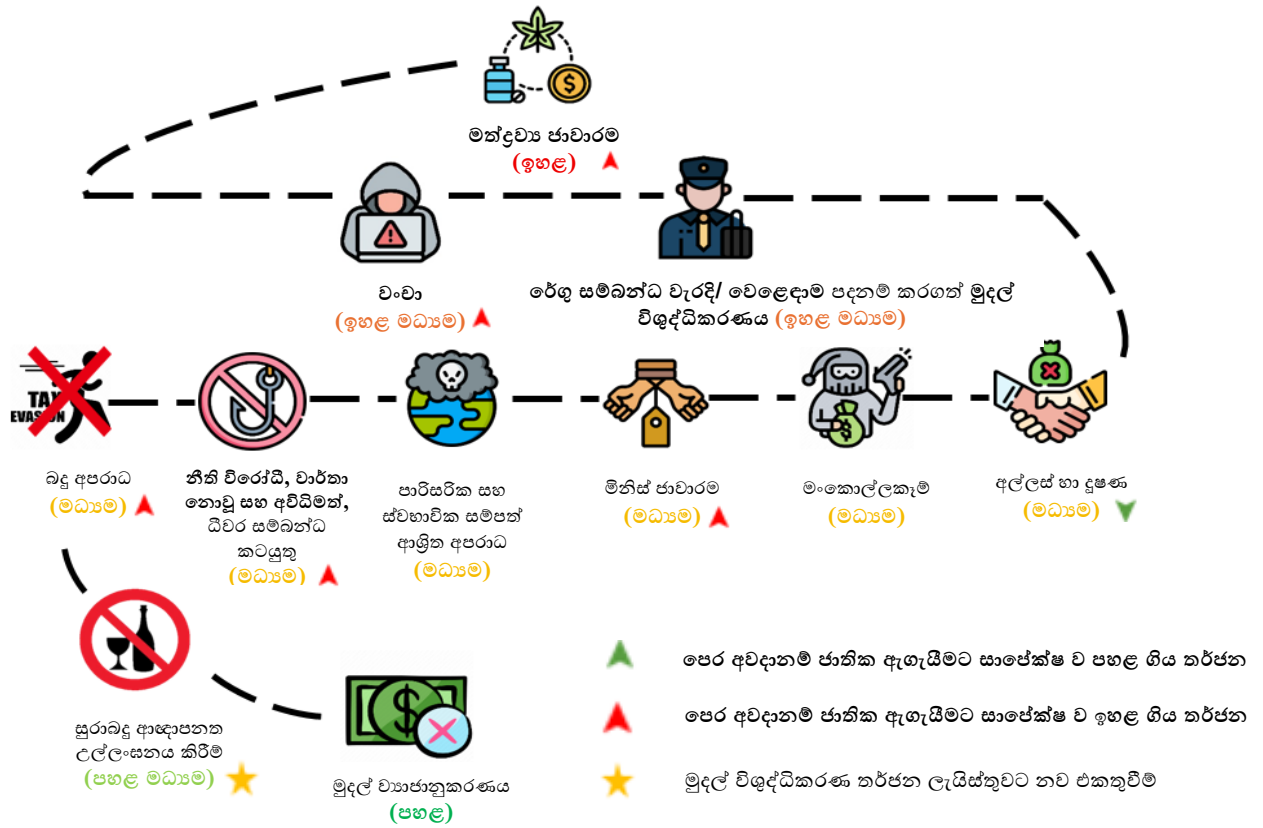 මත්ද්‍රව්‍ය ජාවාරම
(ඉහළ)
වංචා
(ඉහළ මධ්‍යම)
රේගු සම්බන්ධ වැරදි/ වෙළෙඳාම පදනම් කරගත් මුදල්
විශුද්ධිකරණය (ඉහළ මධ්‍යම)
TAX
EVASION
බදු අපරාධ
(මධ්‍යම)
නීති විරෝධී, වාර්තා
නොවූ සහ අවිධිමත්,
ධීවර සම්බන්ධ
කටයුතු
(මධ්‍යම)
පාරිසරික සහ
ස්වභාවික සම්පත්
ආශ්‍රිත අපරාධ
(මධ්‍යම)
මිනිස් ජාවාරම
(මධ්‍යම)
මංකොල්ලකෑම්
(මධ්‍යම)
අල්ලස් හා දූෂණ
(මධ්‍යම)
සුරාබදු ආඥාපනත
උල්ලංඝනය කිරීම්
(පහළ මධ්‍යම)
මුදල් ව්‍යාජානුකරණය
(පහළ)
පෙර අවදානම් ජාතික ඇගැයීමට සාපේක්ෂ ව පහළ ගිය තර්ජන
පෙර අවදානම් ජාතික ඇගැයීමට සාපේක්ෂ ව ඉහළ ගිය තර්ජන
මුදල් විශුද්ධිකරණ තර්ජන ලැයිස්තුවට නව එකතුවීම්